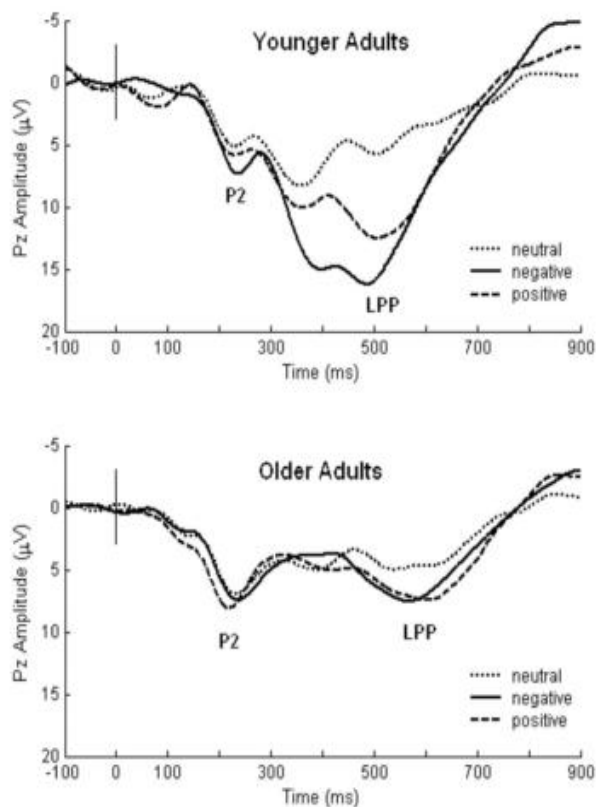 Younger Adults
Pz Amplitude (µV)
-5
0
5
10
15
20
P2
LPP
neutral
negative
positive
-100 0 100 300 500 700 900
Time (ms)
Older Adults
Pz Amplitude (µV)
-5
0
5
10
15
20
P2
LPP
neutral
negative
positive
-100 0 100 300 500 700 900
Time (ms)